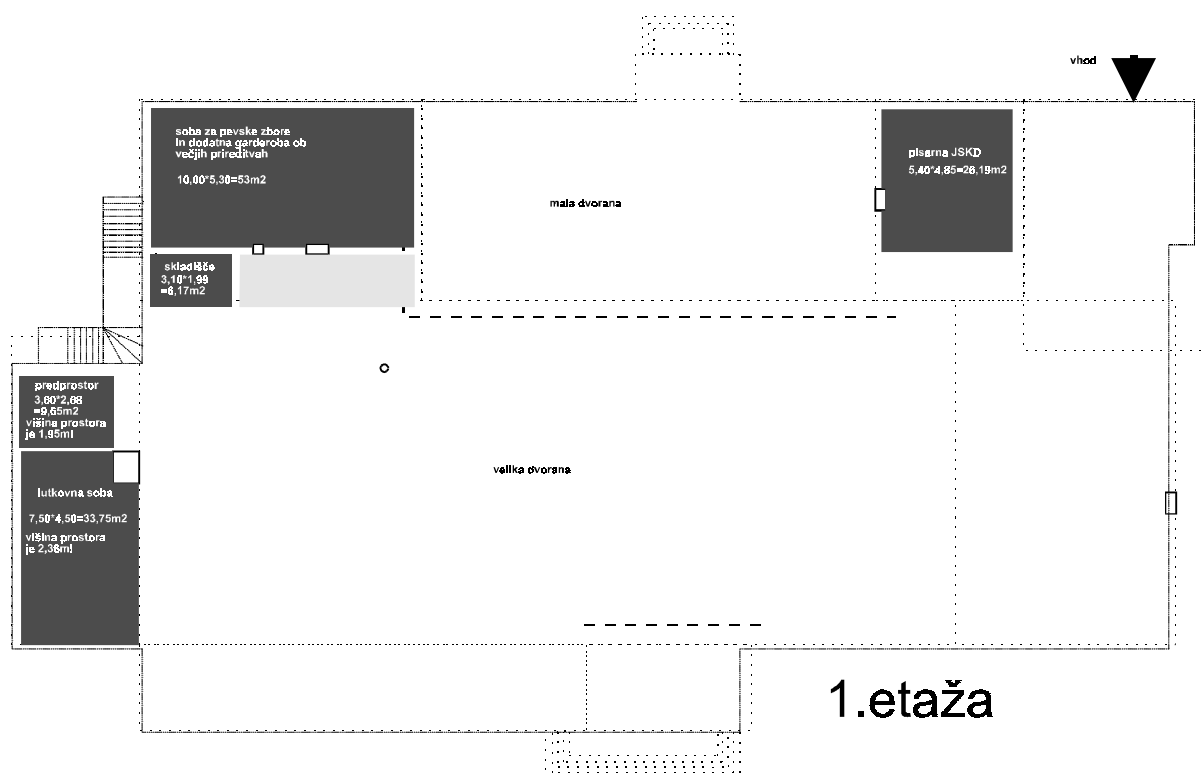 vhod
soba za pevske zbore
in dodatna garderoba ob
večjih prireditvah
10,00*5,30=53m2
pisarna JSKD
5,40*4,85=26,19m2
mala dvorana
skladišče
3,10*1,99
=6,17m2
predprostor
3,60*2,68
=9,65m2
višina prostora
je 1,95m!
velika dvorana
lutkovna soba
7,50*4,50=33,75m2
višina prostora
je 2,36m!
1.etaža